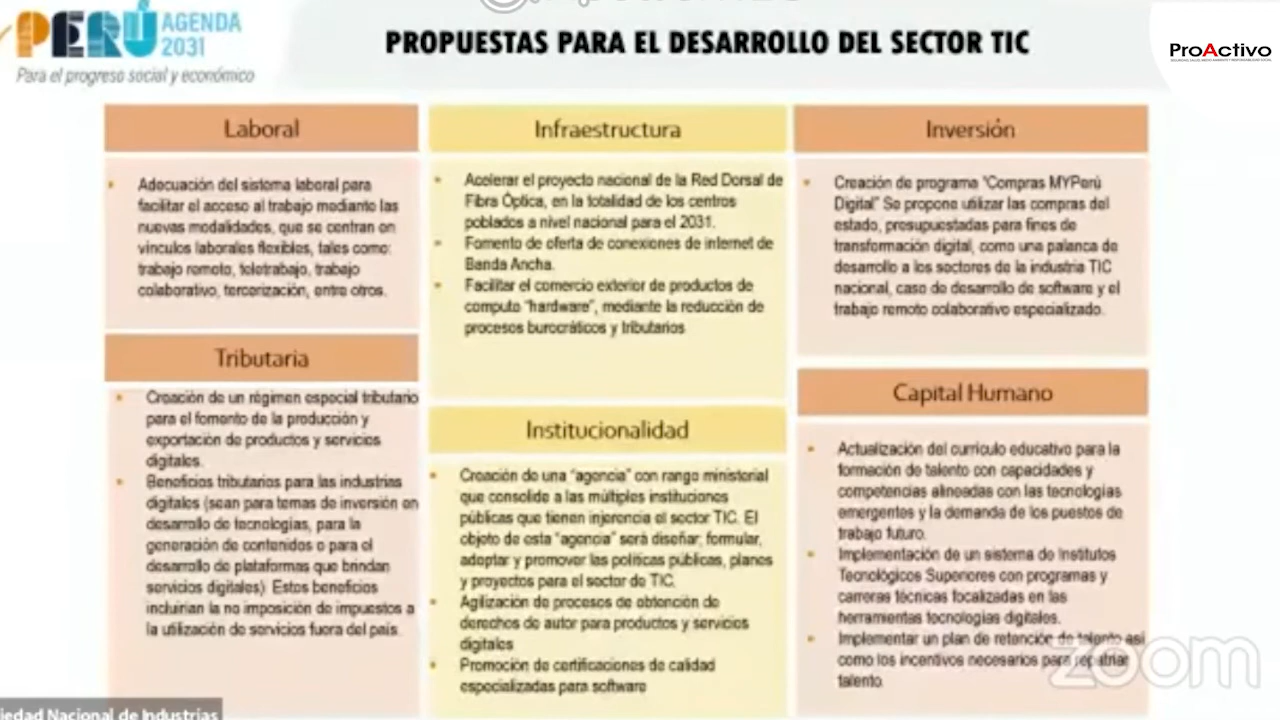 PERÚ AGENDA
2031
Para el progreso social y económico
PROPUESTAS PARA EL DESARROLLO DEL SECTOR TIC
ProActivo
Laboral
Adecuación del sistema laboral para
facilitar el acceso al trabajo mediante las
nuevas modalidades, que se centran en
vínculos laborales flexibles, tales como:
trabajo remoto, teletrabajo, trabajo
colaborativo, tercerización, entre otros.
Tributaria
Creación de un régimen especial tributario
para el fomento de la producción y
exportación de productos y servicios
digitales.
Beneficios tributarios para las industrias
digitales (sean para temas de inversión en
desarrollo de tecnologías, para la
generación de contenidos o para el
desarrollo de plataformas que brindan
servicios digitales). Estos beneficios
incluirían la no imposición de impuestos a
la utilización de servicios fuera del país.
Infraestructura
Acelerar el proyecto nacional de la Red Dorsal de
Fibra Óptica, en la totalidad de los centros
poblados a nivel nacional para el 2031.
Fomento de oferta de conexiones de internet de
Banda Ancha.
Facilitar el comercio exterior de productos de
computo "hardware", mediante la reducción de
procesos burocráticos y tributarios
Institucionalidad
Creación de una "agencia" con rango ministerial
que consolide a las múltiples instituciones
públicas que tienen injerencia el sector TIC. El
objeto de esta "agencia" será diseñar, formular,
adoptar y promover las políticas públicas, planes
y proyectos para el sector de TIC.
Agilización de procesos de obtención de
derechos de autor para productos y servicios
digitales
Promoción de certificaciones de calidad
especializadas para software
Inversión
Creación de programa "Compras MYPerú
Digital" Se propone utilizar las compras del
estado, presupuestadas para fines de
transformación digital, como una palanca de
desarrollo a los sectores de la industria TIC
nacional, caso de desarrollo de software y el
trabajo remoto colaborativo especializado.
Capital Humano
Actualización del currículo educativo para la
formación de talento con capacidades y
competencias alineadas con las tecnologías
emergentes y la demanda de los puestos de
trabajo futuro.
Implementación de un sistema de Institutos
Tecnológicos Superiores con programas y
carreras técnicas focalizadas en las
herramientas tecnologías digitales.
Implementar un plan de retención de talento así
como los incentivos necesarios para repatriar
talento.
zoom
iedad Nacional de Industrias